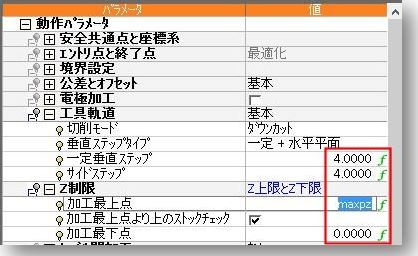 パラメータ 値
動作パラメータ
安全共通点と座標系
エントリ点と終了点 最適化
境界設定
公差とオフセット 基本
電極加工
工具軌道 基本
切削モード ダウンカット
垂直ステップタイプ 一定 + 水平平面
一定垂直ステップ 4.0000 f
サイドステップ 4.0000 f
Z制限 Z上限とZ下限
加工最上点 maxpz f
加工最上点より上のストックチェック
加工最下点 0.0000 f